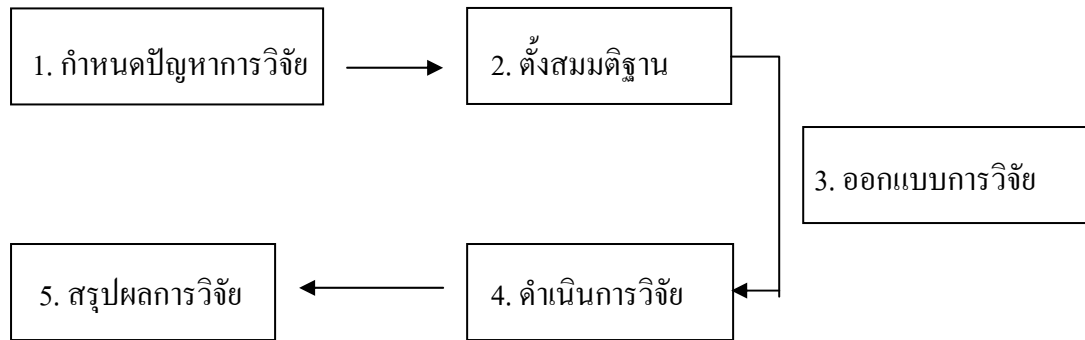 1. กำหนดปัญหาการวิจัย
2. ตั้งสมมติฐาน
3. ออกแบบการวิจัย
4. ดำเนินการวิจัย
5. สรุปผลการวิจัย